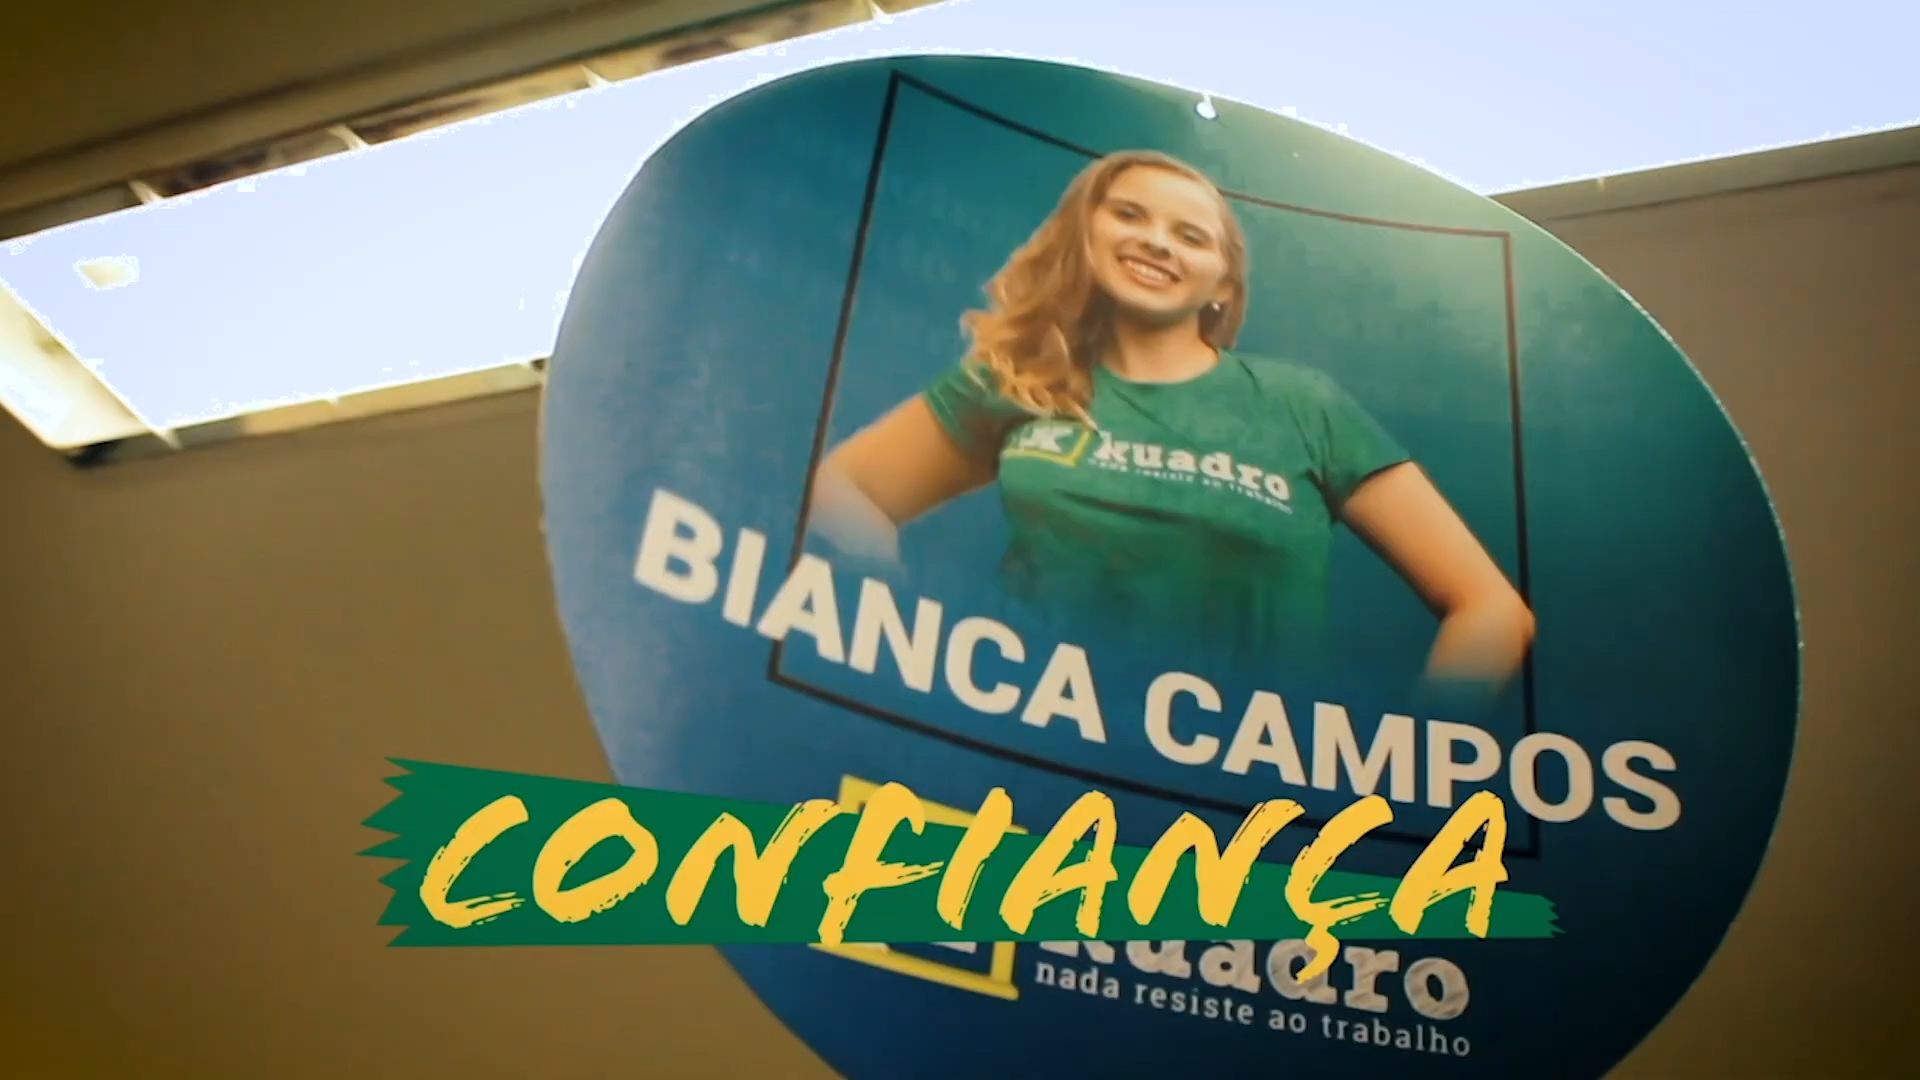 K kuadro
nada resiste ao trabalho
BIANCA CAMPOS
CONFIANÇA
kuadro
nada resiste ao trabalho